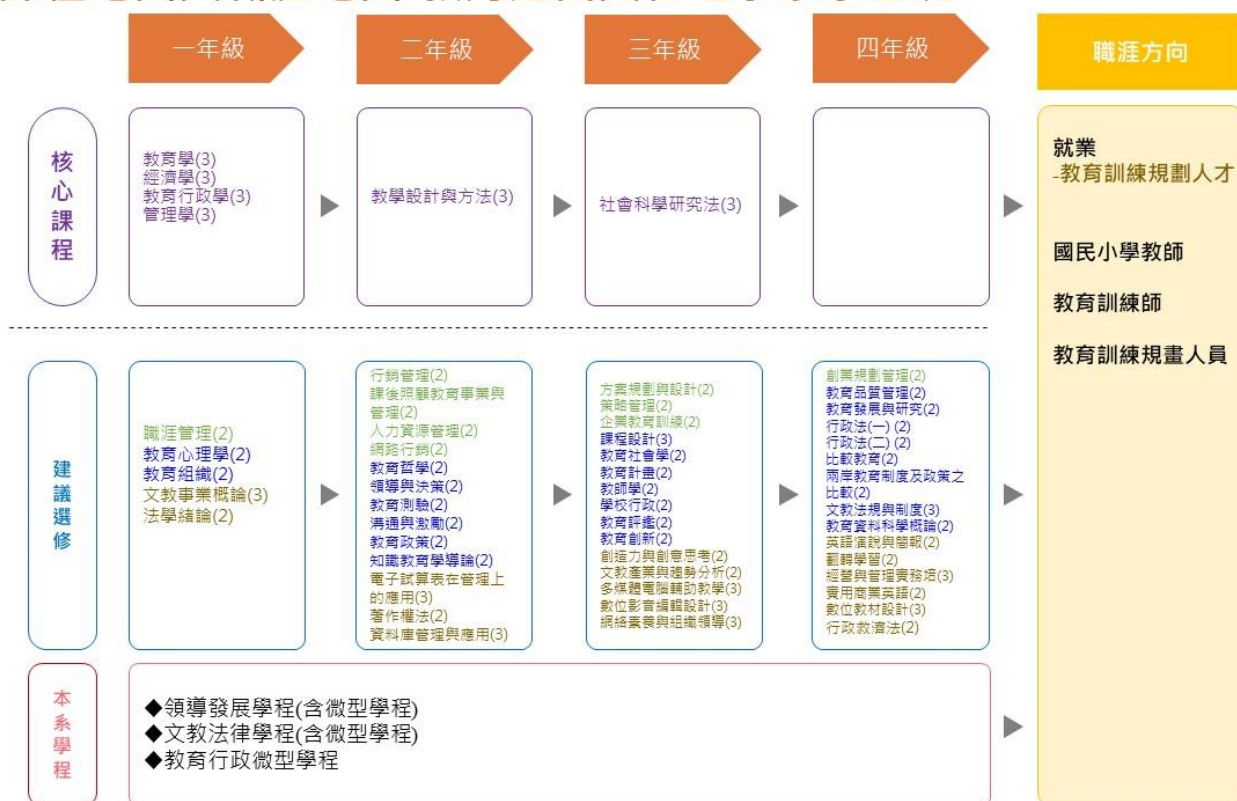 一年級
二年級
三年級
四年級
職涯方向
核心課程
教育學(3)
經濟學(3)
教育行政學(3)
管理學(3)
教學設計與方法(3)
社會科學研究法(3)
就業
-教育訓練規劃人才
國民小學教師
教育訓練師
教育訓練規畫人員
建議選修
職涯管理(2)
教育心理學(2)
教育組織(2)
文教事業概論(3)
法學緒論(2)
行銷管理(2)
課後照顧教育事業與
管理(2)
人力資源管理(2)
網路行銷(2)
教育哲學(2)
領導與決策(2)
教育測驗(2)
溝通與激勵(2)
教育政策(2)
知識教育學導論(2)
電子試算表在管理上
的應用(3)
著作權法(2)
資料庫管理與應用(3)
方案規劃與設計(2)
策略管理(2)
企業教育訓練(2)
課程設計(3)
教育社會學(2)
教育計畫(2)
教師學(2)
學校行政(2)
教育評鑑(2)
教育創新(2)
創造力與創意思考(2)
文教產業與趨勢分析(2)
多媒體電腦輔助教學(3)
數位影音編輯設計(3)
網絡素養與組織領導(3)
創業規劃管理(2)
教育品質管理(2)
教育發展與研究(2)
行政法(一) (2)
行政法(二) (2)
比較教育(2)
兩岸教育制度及政策之
比較(2)
文教法規與制度(3)
教育資料科學概論(2)
英語演說與簡報(2)
翻轉學習(2)
經營與管理實務培(3)
實用商業英語(2)
數位教材設計(3)
行政救濟法(2)
本系學程
◆領導發展學程(含微型學程)
◆文教法律學程(含微型學程)
◆教育行政微型學程